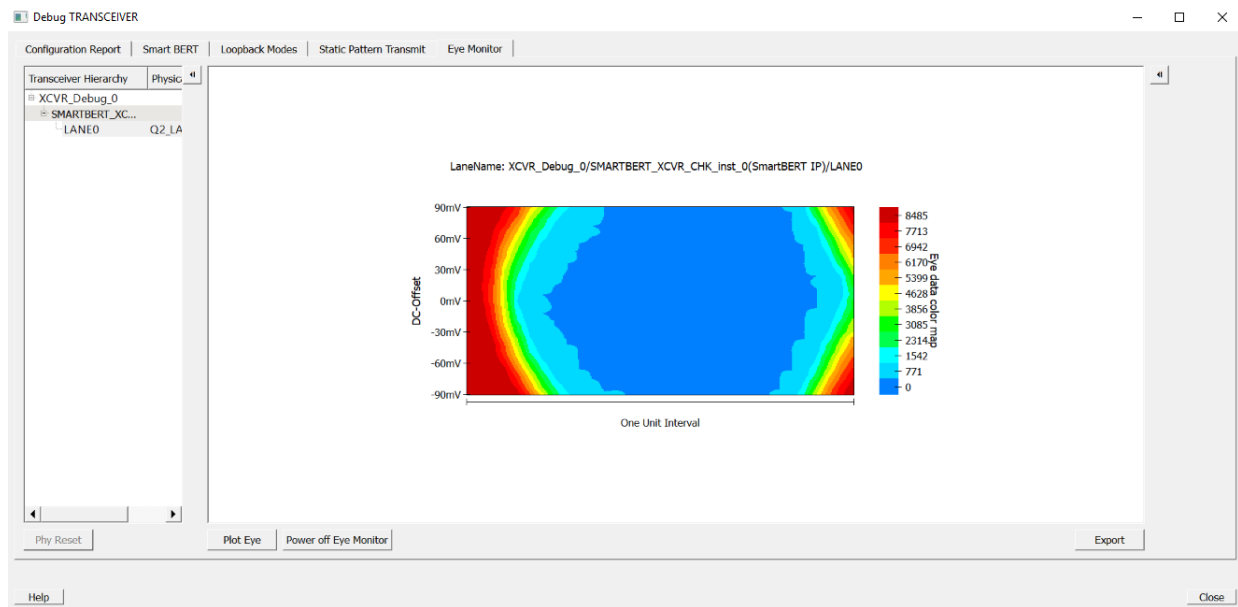 Debug TRANSCEIVER
Configuration Report Smart BERT Loopback Modes Static Pattern Transmit Eye Monitor
Transceiver Hierarchy Physic
XCVR_Debug_0
SMARTBERT_XC...
LANE0 Q2_LA
LaneName: XCVR_Debug_0/SMARTBERT_XCVR_CHK_inst_0(SmartBERT IP)/LANE0
DC-Offset
90mV
60mV
30mV
0mV
-30mV
-60mV
-90mV
One Unit Interval
8485
7713
6942
6170
5399
4628
3856
3085
2314
1542
771
0
Eye data color map
Phy Reset Plot Eye Power off Eye Monitor Export
Help Close